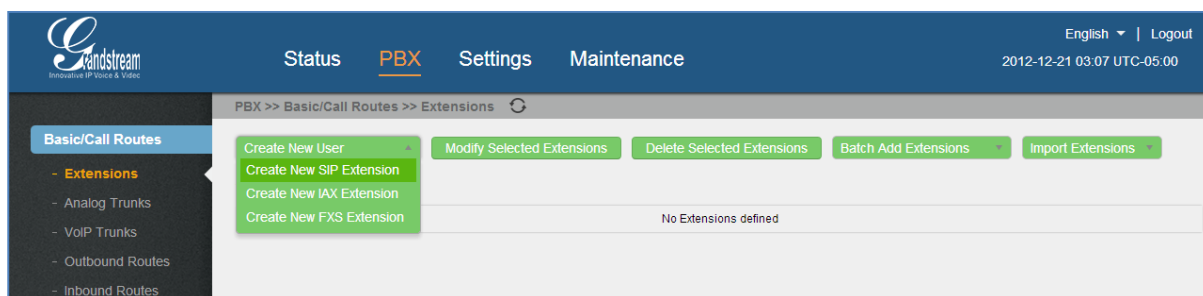 Grandstream
Innovative IP Voice & Video
Status PBX Settings Maintenance
English | Logout
2012-12-21 03:07 UTC-05:00
PBX >> Basic/Call Routes >> Extensions
Basic/Call Routes
- Extensions
- Analog Trunks
- VoIP Trunks
- Outbound Routes
- Inbound Routes
Create New User
Modify Selected Extensions
Delete Selected Extensions
Batch Add Extensions
Import Extensions
Create New SIP Extension
Create New IAX Extension
Create New FXS Extension
No Extensions defined